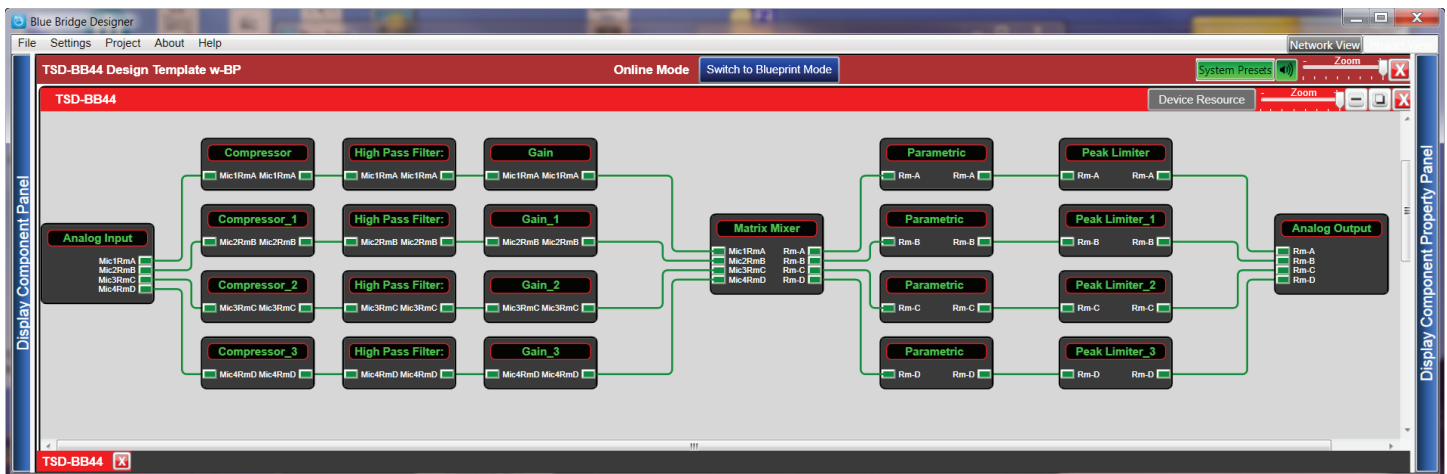 Blue Bridge Designer
File Settings Project About Help
Network View
TSD-BB44 Design Template w-BP
Online Mode
Switch to Blueprint Mode
System Presets
- Zoom +
X
TSD-BB44
Device Resource
- Zoom +
X
Display Component Panel
Analog Input
Mic1RmA
Mic2RmB
Mic3RmC
Mic4RmD
Compressor
Mic1RmA Mic1RmA
High Pass Filter:
Mic1RmA Mic1RmA
Gain
Mic1RmA Mic1RmA
Compressor_1
Mic2RmB Mic2RmB
High Pass Filter:
Mic2RmB Mic2RmB
Gain_1
Mic2RmB Mic2RmB
Compressor_2
Mic3RmC Mic3RmC
High Pass Filter:
Mic3RmC Mic3RmC
Gain_2
Mic3RmC Mic3RmC
Compressor_3
Mic4RmD Mic4RmD
High Pass Filter:
Mic4RmD Mic4RmD
Gain_3
Mic4RmD Mic4RmD
Matrix Mixer
Mic1RmA Rm-A
Mic2RmB Rm-B
Mic3RmC Rm-C
Mic4RmD Rm-D
Parametric
Rm-A Rm-A
Peak Limiter
Rm-A Rm-A
Parametric
Rm-B Rm-B
Peak Limiter_1
Rm-B Rm-B
Parametric
Rm-C Rm-C
Peak Limiter_2
Rm-C Rm-C
Parametric
Rm-D Rm-D
Peak Limiter_3
Rm-D Rm-D
Analog Output
Rm-A
Rm-B
Rm-C
Rm-D
Display Component Property Panel
TSD-BB44 X